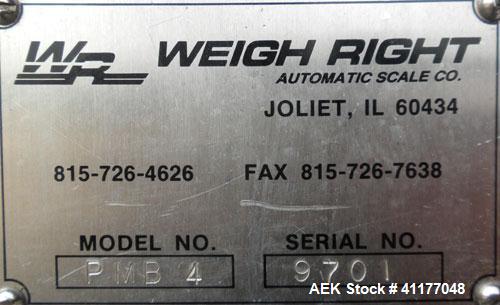 WR WEIGH RIGHT
AUTOMATIC SCALE CO.
JOLIET, IL 60434
815-726-4626 FAX 815-726-7638
MODEL NO. SERIAL NO.
PMB 4 9701
AEK Stock# 41177048